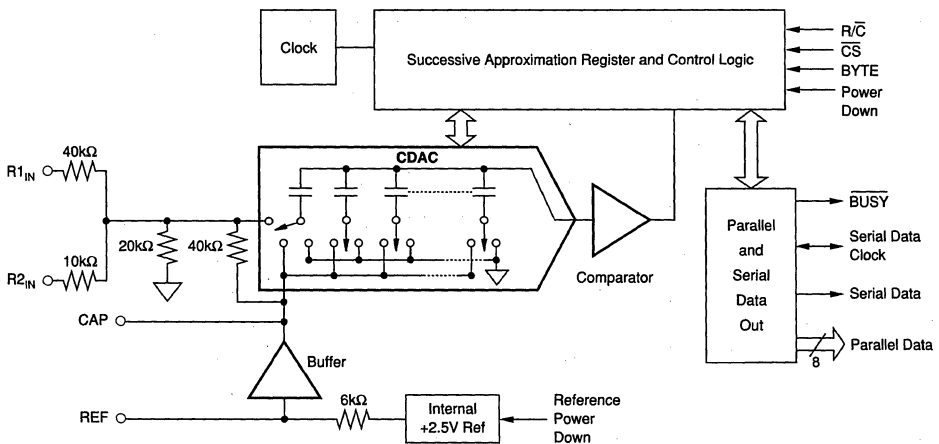 Clock
Successive Approximation Register and Control Logic
R/C̅
C̅S̅
BYTE
Power
Down
CDAC
40kΩ
R1IN
20kΩ
40kΩ
10kΩ
R2IN
Comparator
Parallel
and
Serial
Data
Out
B̅U̅S̅Y̅
Serial Data
Clock
Serial Data
Parallel Data
8
CAP
Buffer
REF
6kΩ
Internal
+2.5V Ref
Reference
Power
Down